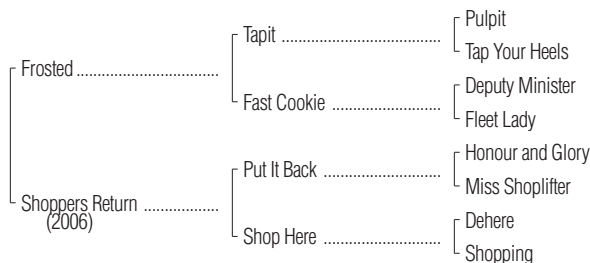 Pulpit
Tapit ........................................
Tap Your Heels
Frosted ....................................
Deputy Minister
Fast Cookie ...........................
Fleet Lady
Honour and Glory
Put It Back .............................
Miss Shoplifter
Shoppers Return ...................
(2006)
Dehere
Shop Here ...............................
Shopping